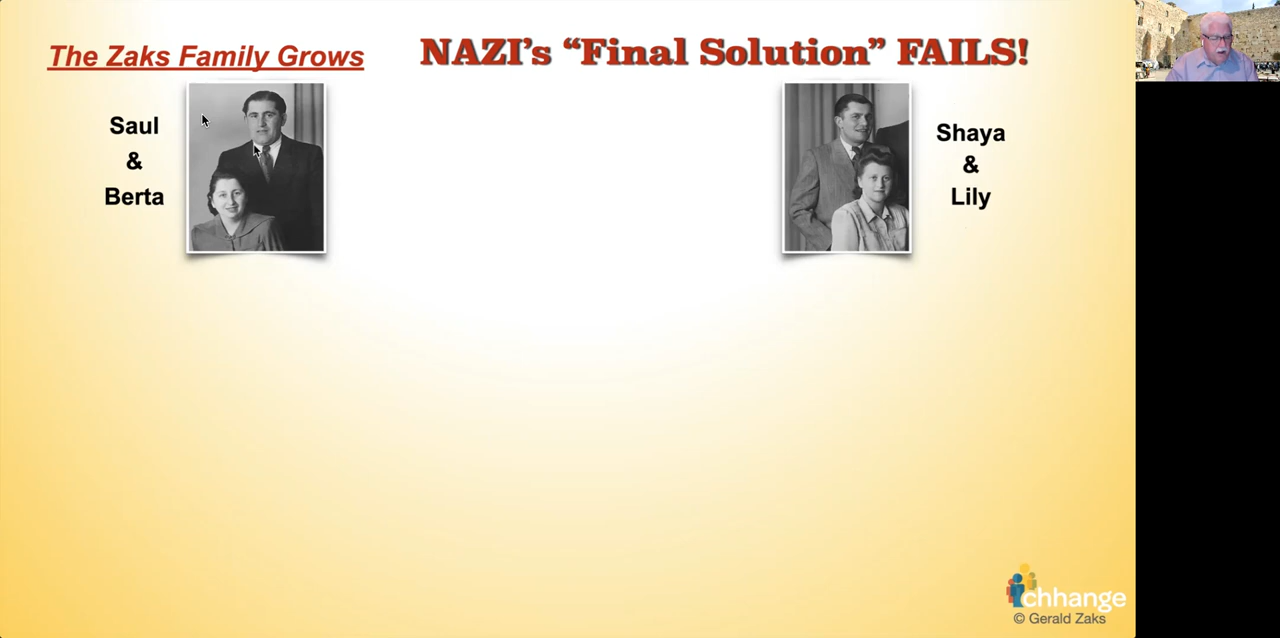 The Zaks Family Grows
NAZI's “Final Solution” FAILS!
Saul
&
Berta
Shaya
&
Lily
chhange
© Gerald Zaks